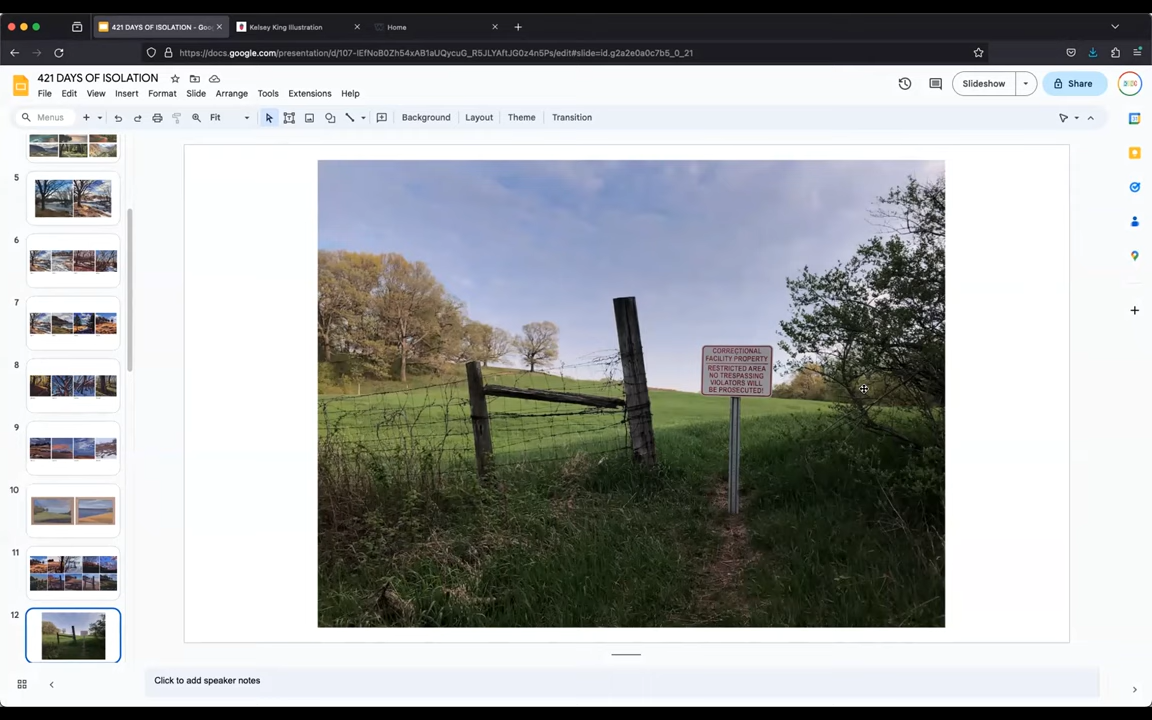 421 DAYS OF ISOLATION - Goo
Kelsey King Illustration
Home
https://docs.google.com/presentation/d/107-IEfNoB0Zh54xAB1aUQycuG_R5JLYAftJG0z4n5Ps/edit#slide=id.g2a2e0a0c7b5_0_21
421 DAYS OF ISOLATION
File Edit View Insert Format Slide Arrange Tools Extensions Help
Slideshow
Share
Menus
Fit
Background
Layout
Theme
Transition
5
6
7
8
9
10
11
12
CORRECTIONAL
FACILITY PROPERTY
RESTRICTED AREA
NO TRESPASSING
VIOLATORS WILL
BE PROSECUTED!
Click to add speaker notes